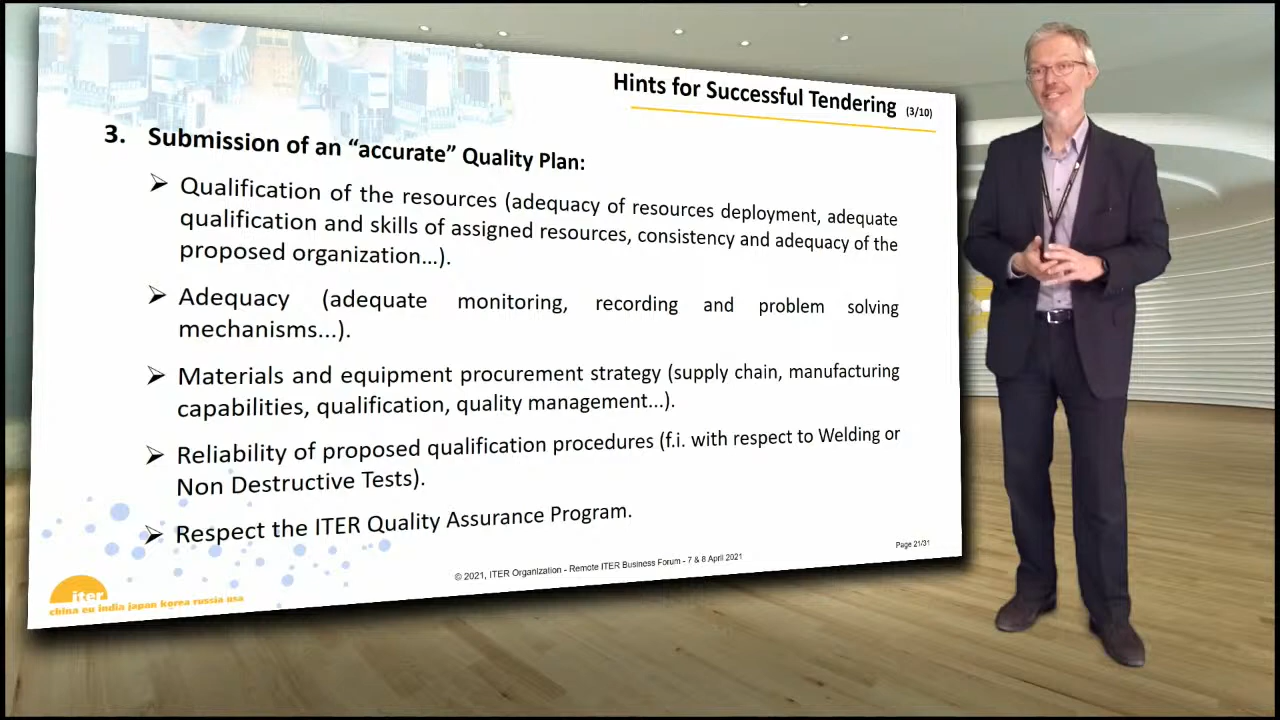 Hints for Successful Tendering (3/10)
3. Submission of an “accurate” Quality Plan:
➢ Qualification of the resources (adequacy of resources deployment, adequate
qualification and skills of assigned resources, consistency and adequacy of the
proposed organization...).
➢ Adequacy (adequate monitoring, recording and problem solving
mechanisms...).
➢ Materials and equipment procurement strategy (supply chain, manufacturing
capabilities, qualification, quality management...).
➢ Reliability of proposed qualification procedures (f.i. with respect to Welding or
Non Destructive Tests).
➢ Respect the ITER Quality Assurance Program.
Page 21/31
© 2021, ITER Organization - Remote ITER Business Forum - 7 & 8 April 2021
iter
china eu india japan korea russia usa